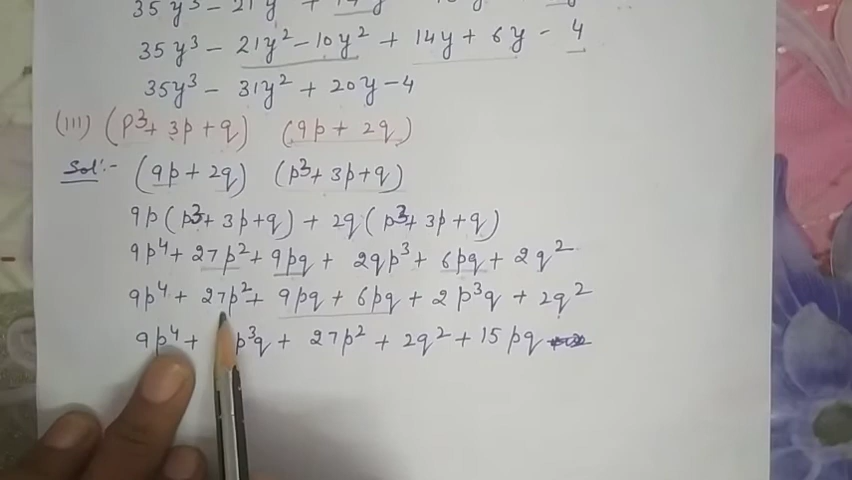 35y³ - 21y
35y³ - 21y² - 10y² + 14y + 6y - 4
35y³ - 31y² + 20y - 4
(III) (p³ + 3p + q) (9p + 2q)
Sol:- (9p + 2q) (p³ + 3p + q)
9p (p³ + 3p + q) + 2q (p³ + 3p + q)
9p⁴ + 27p² + 9pq + 2qp³ + 6pq + 2q²
9p⁴ + 27p² + 9pq + 6pq + 2p³q + 2q²
9p⁴ + p³q + 27p² + 2q² + 15pq